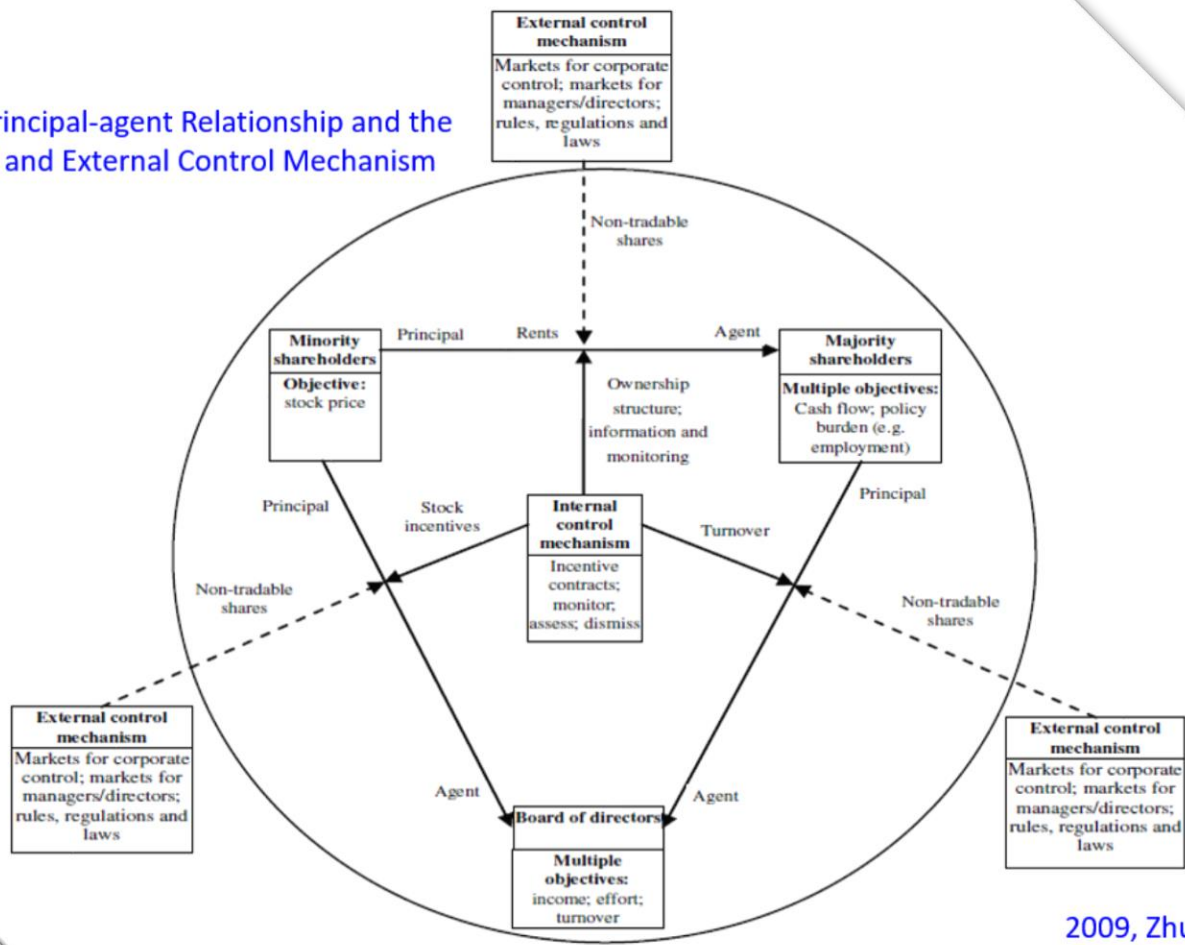 External control
mechanism
Markets for corporate
control; markets for
managers/directors;
rules, regulations and
laws
rincipal-agent Relationship and the
and External Control Mechanism
Non-tradable
shares
Minority
shareholders
Objective:
stock price
Principal
Rents
Agent
Majority
shareholders
Multiple objectives:
Cash flow; policy
burden (e.g.
employment)
Ownership
structure;
information and
monitoring
Principal
Stock
incentives
Internal
control
mechanism
Incentive
contracts;
monitor;
assess; dismiss
Turnover
Principal
Non-tradable
shares
Non-tradable
shares
External control
mechanism
Markets for corporate
control; markets for
managers/directors;
rules, regulations and
laws
External control
mechanism
Markets for corporate
control; markets for
managers/directors;
rules, regulations and
laws
Agent
Agent
Board of directors
Multiple
objectives:
income; effort;
turnover
2009, Zhu